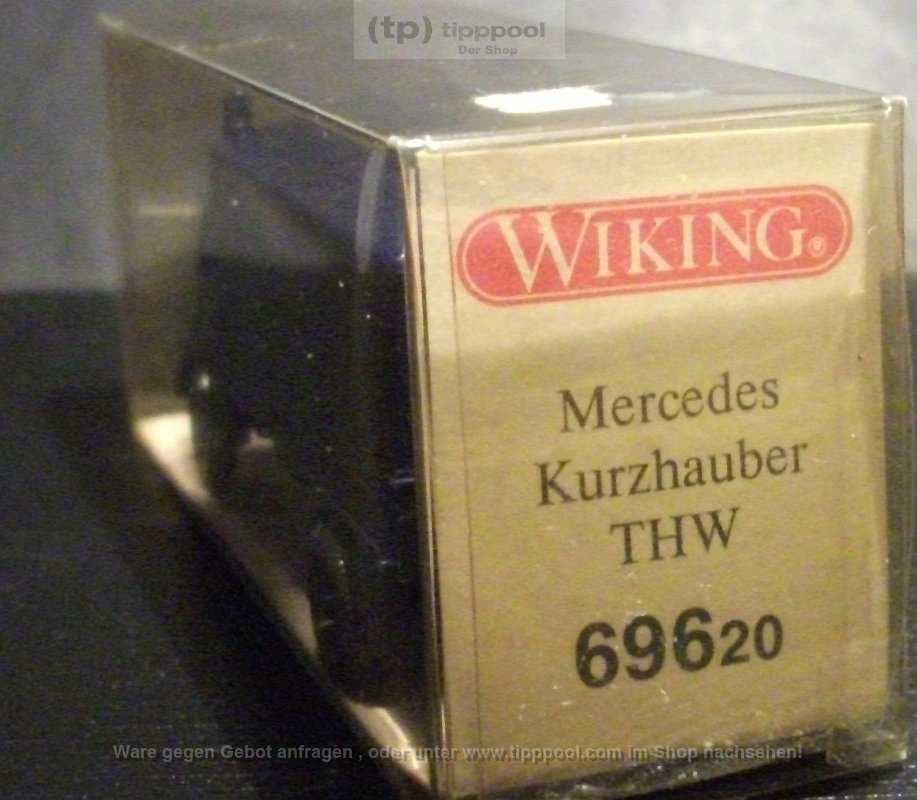 (tp) tipppool
Der Shop
WIKING®
Mercedes
Kurzhauber
THW
69620
Ware gegen Gebot anfragen , oder unter www.tipppool.com im Shop nachsehen!